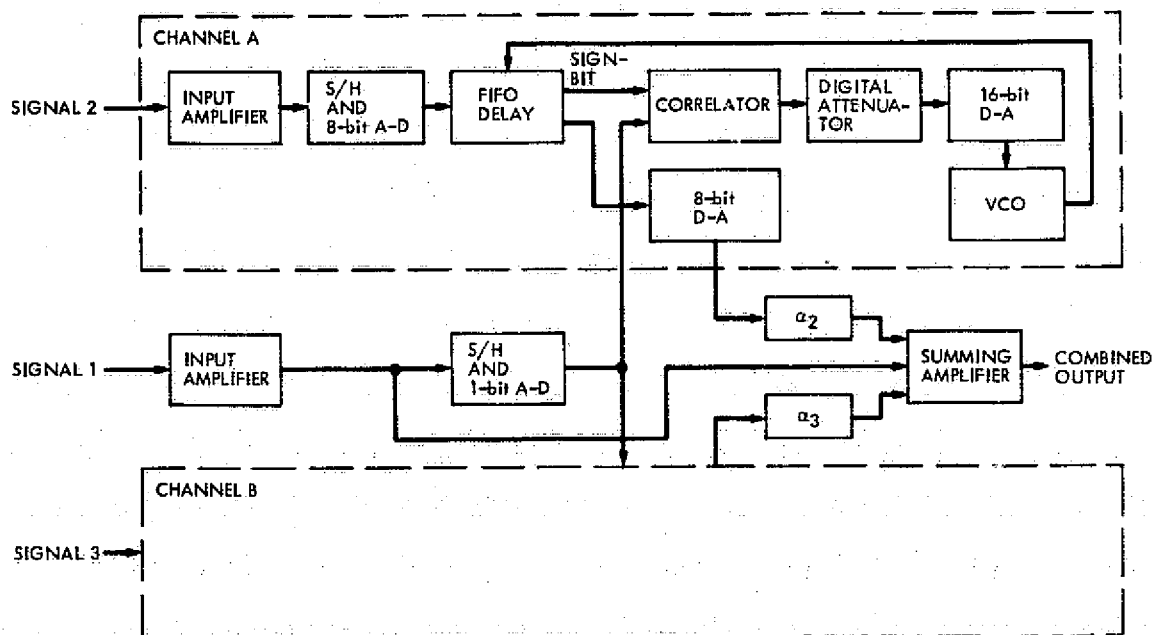 CHANNEL A
SIGNAL 2
INPUT
AMPLIFIER
S/H
AND
8-bit A-D
FIFO
DELAY
SIGN-
BIT
CORRELATOR
DIGITAL
ATTENUA-
TOR
16-bit
D-A
VCO
8-bit
D-A
α2
SIGNAL 1
INPUT
AMPLIFIER
S/H
AND
1-bit A-D
SUMMING
AMPLIFIER
COMBINED
OUTPUT
α3
CHANNEL B
SIGNAL 3